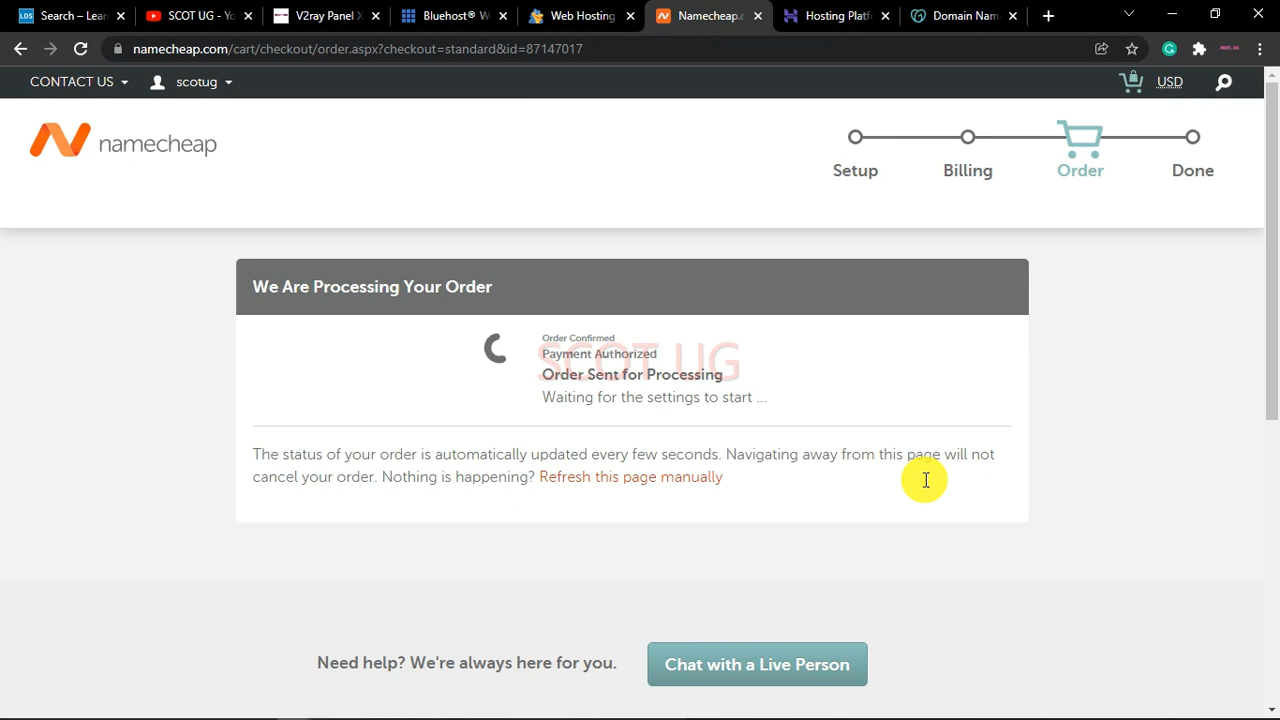 Search – Lear
SCOT UG - Yo
V2ray Panel X
Bluehost® W
Web Hosting
Namecheap.c
Hosting Platf
Domain Nam
namecheap.com/cart/checkout/order.aspx?checkout=standard&id=87147017
CONTACT US
scotug
USD
namecheap
Setup
Billing
Order
Done
We Are Processing Your Order
Order Confirmed
Payment Authorized
SCOT UG
Order Sent for Processing
Waiting for the settings to start ...
The status of your order is automatically updated every few seconds. Navigating away from this page will not
cancel your order. Nothing is happening? Refresh this page manually
Need help? We're always here for you.
Chat with a Live Person